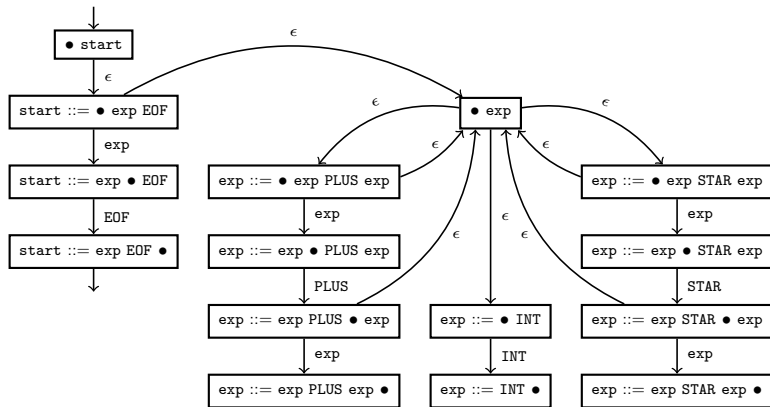 ● start
ϵ
ϵ
start ::= ● exp EOF
● exp
ϵ
ϵ
exp
ϵ
ϵ
start ::= exp ● EOF
exp ::= ● exp PLUS exp
exp ::= ● exp STAR exp
EOF
exp
ϵ
exp
ϵ
ϵ
ϵ
start ::= exp EOF ●
exp ::= exp ● PLUS exp
exp ::= exp ● STAR exp
PLUS
STAR
exp ::= exp PLUS ● exp
exp ::= ● INT
exp ::= exp STAR ● exp
exp
INT
exp
exp ::= exp PLUS exp ●
exp ::= INT ●
exp ::= exp STAR exp ●